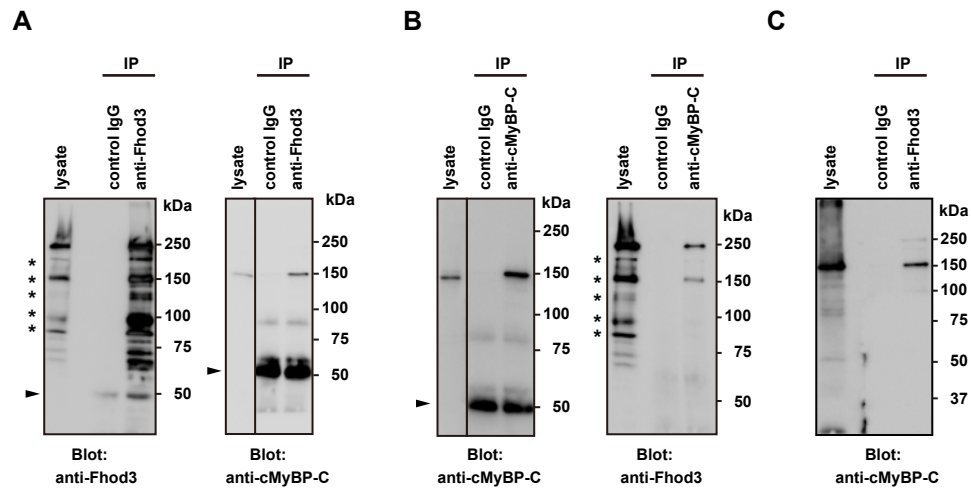 A
B
C
IP
IP
IP
IP
IP
lysate
control IgG
anti-Fhod3
lysate
control IgG
anti-Fhod3
lysate
control IgG
anti-cMyBP-C
lysate
control IgG
anti-cMyBP-C
lysate
control IgG
anti-Fhod3
kDa
250
150
100
75
50
*
*
*
*
*
kDa
250
150
100
75
50
kDa
250
150
100
75
50
kDa
250
150
100
75
50
*
*
*
*
*
kDa
250
150
100
75
50
37
Blot:
anti-Fhod3
Blot:
anti-cMyBP-C
Blot:
anti-cMyBP-C
Blot:
anti-Fhod3
Blot:
anti-cMyBP-C